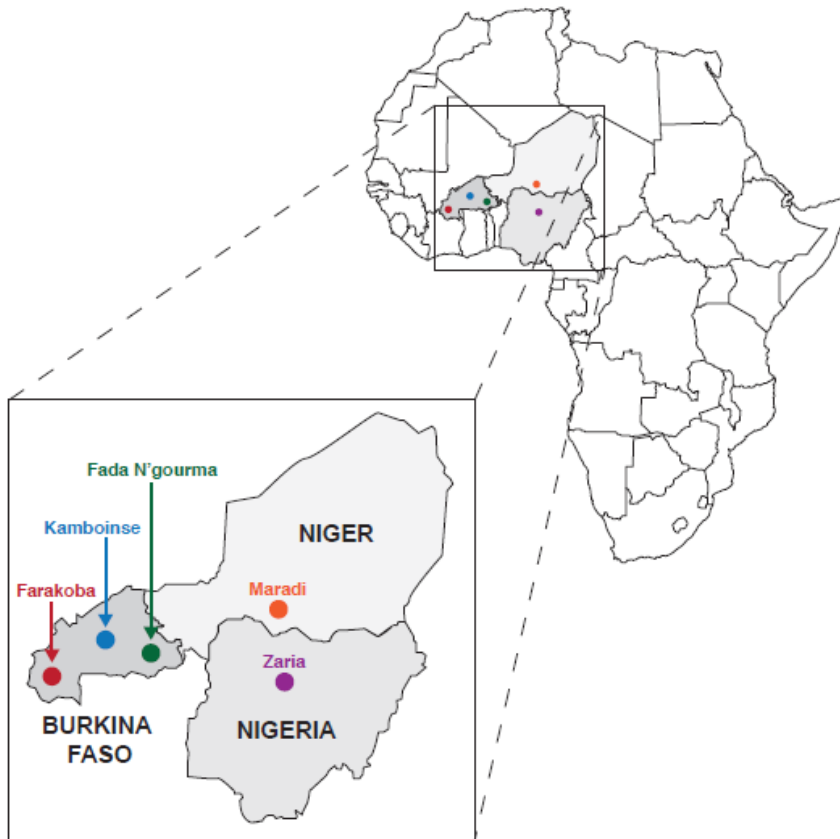 Fada N'gourma
Kamboinse
NIGER
Farakoba
Maradi
Zaria
BURKINA
FASO
NIGERIA